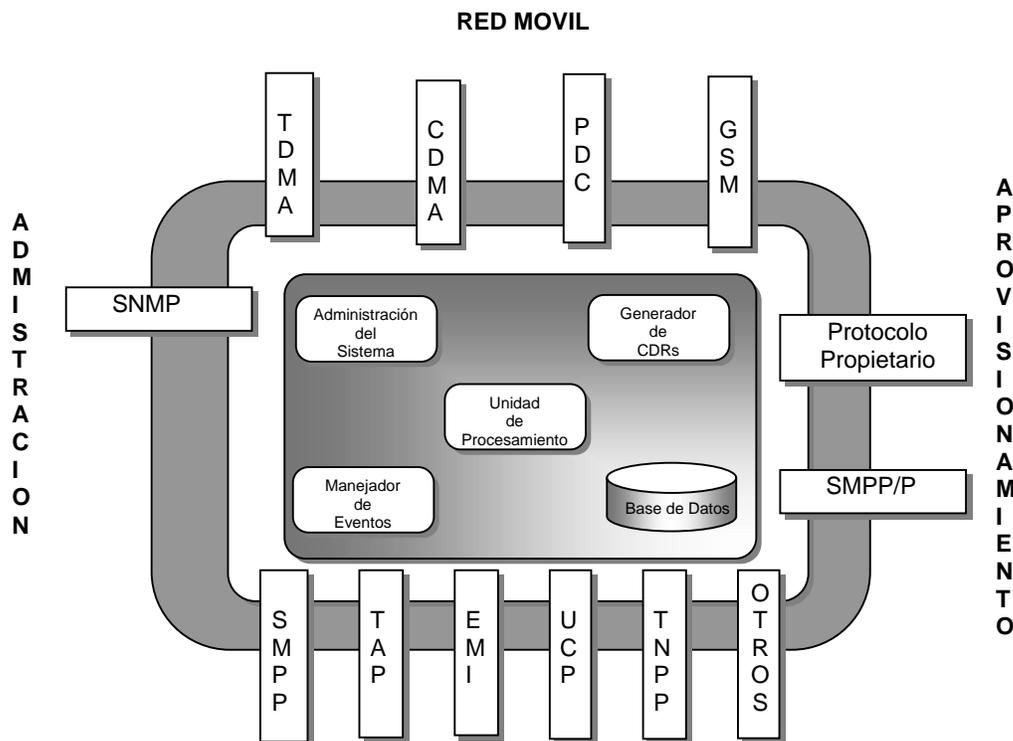 RED MOVIL
TDMA
CDMA
PDC
GSM
ADMISTRACION
APROVISIONAMIENTO
SNMP
Administración
del
Sistema
Generador
de
CDRs
Protocolo
Propietario
Unidad
de
Procesamiento
Manejador
de
Eventos
Base de Datos
SMPP/P
SMPP
TAP
EMI
UCP
TNPP
OTROS